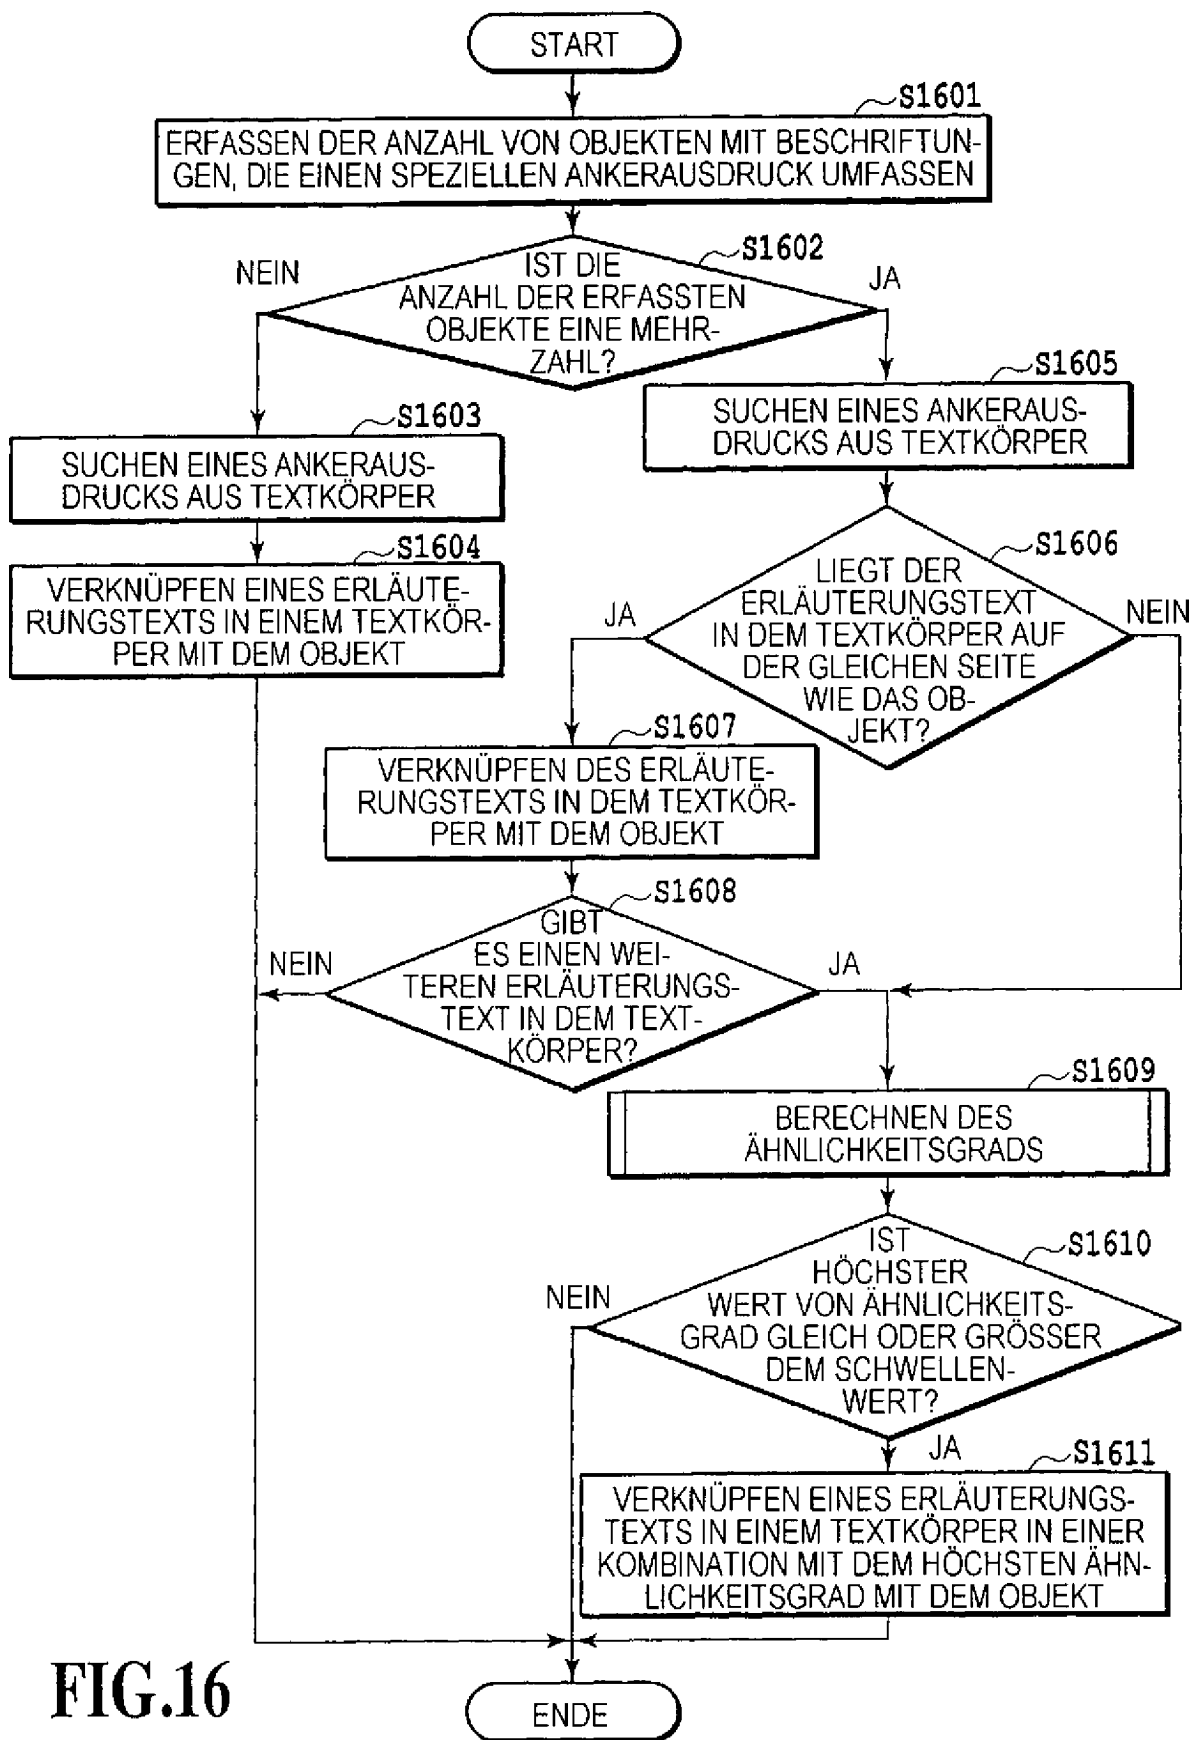 START
S1601
ERFASSEN DER ANZAHL VON OBJEKTEN MIT BESCHRIFTUN-
GEN, DIE EINEN SPEZIELLEN ANKERAUSDRUCK UMFASSEN
S1602
NEIN
IST DIE
ANZAHL DER ERFASSTEN
OBJEKTE EINE MEHR-
ZAHL?
JA
S1603
SUCHEN EINES ANKERAUS-
DRUCKS AUS TEXTKÖRPER
S1605
SUCHEN EINES ANKERAUS-
DRUCKS AUS TEXTKÖRPER
S1604
VERKNÜPFEN EINES ERLÄUTE-
RUNGSTEXTS IN EINEM TEXTKÖR-
PER MIT DEM OBJEKT
S1606
JA
LIEGT DER
ERLÄUTERUNGSTEXT
IN DEM TEXTKÖRPER AUF
DER GLEICHEN SEITE
WIE DAS OB-
JEKT?
NEIN
S1607
VERKNÜPFEN DES ERLÄUTE-
RUNGSTEXTS IN DEM TEXTKÖR-
PER MIT DEM OBJEKT
S1608
NEIN
GIBT
ES EINEN WEI-
TEREN ERLÄUTERUNGS-
TEXT IN DEM TEXT-
KÖRPER?
JA
S1609
BERECHNEN DES
ÄHNLICHKEITSGRADS
S1610
NEIN
IST
HÖCHSTER
WERT VON ÄHNLICHKEITS-
GRAD GLEICH ODER GRÖSSER
DEM SCHWELLEN-
WERT?
JA
S1611
VERKNÜPFEN EINES ERLÄUTERUNGS-
TEXTS IN EINEM TEXTKÖRPER IN EINER
KOMBINATION MIT DEM HÖCHSTEN ÄHN-
LICHKEITSGRAD MIT DEM OBJEKT
FIG.16
ENDE